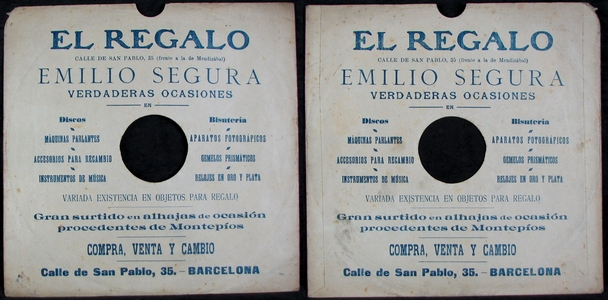 EL REGALO
CALLE DE SAN PABLO, 35 (frente a la de Mendizábal)
EMILIO SEGURA
VERDADERAS OCASIONES
EN
Discos
MÁQUINAS PARLANTES
ACCESORIOS PARA RECAMBIO
INSTRUMENTOS DE MÚSICA
Bisutería
APARATOS FOTOGRÁFICOS
GEMELOS PRISMÁTICOS
RELOJES EN ORO Y PLATA
VARIADA EXISTENCIA EN OBJETOS PARA REGALO
Gran surtido en alhajas de ocasión
procedentes de Montepíos
COMPRA, VENTA Y CAMBIO
Calle de San Pablo, 35. - BARCELONA
EL REGALO
CALLE DE SAN PABLO, 35 (frente a la de Mendizábal)
EMILIO SEGURA
VERDADERAS OCASIONES
EN
Discos
MÁQUINAS PARLANTES
ACCESORIOS PARA RECAMBIO
INSTRUMENTOS DE MÚSICA
Bisutería
APARATOS FOTOGRÁFICOS
GEMELOS PRISMÁTICOS
RELOJES EN ORO Y PLATA
VARIADA EXISTENCIA EN OBJETOS PARA REGALO
Gran surtido en alhajas de ocasión
procedentes de Montepíos
COMPRA, VENTA Y CAMBIO
Calle de San Pablo, 35. - BARCELONA